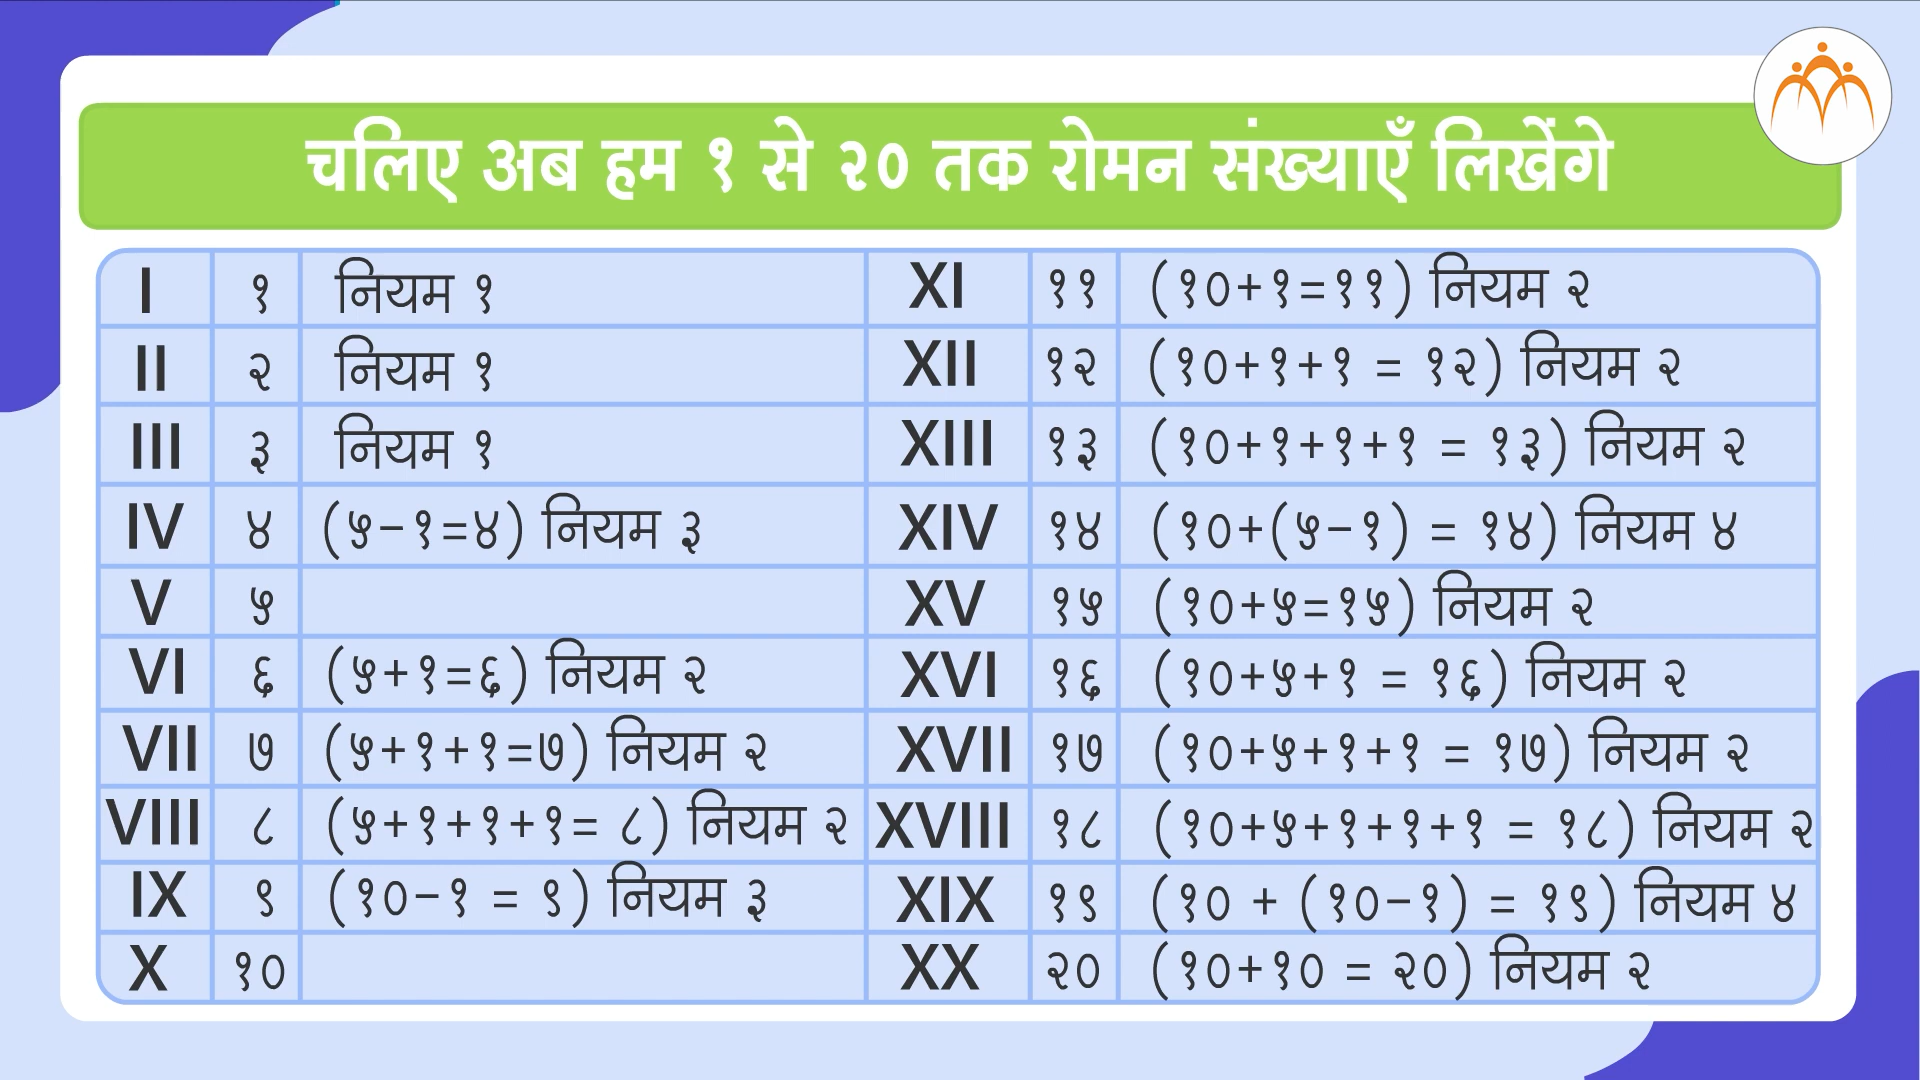 चलिए अब हम १ से २० तक रोमन संख्याएँ लिखेंगे
I १ नियम १
II २ नियम १
III ३ नियम १
IV ४ (५−१=४) नियम ३
V ५
VI ६ (५+१=६) नियम २
VII ७ (५+१+१=७) नियम २
VIII ८ (५+१+१+१= ८) नियम २
IX ९ (१०−१ = ९) नियम ३
X १०
XI ११ (१०+१=११) नियम २
XII १२ (१०+१+१ = १२) नियम २
XIII १३ (१०+१+१+१ = १३) नियम २
XIV १४ (१०+(५−१) = १४) नियम ४
XV १५ (१०+५=१५) नियम २
XVI १६ (१०+५+१ = १६) नियम २
XVII १७ (१०+५+१+१ = १७) नियम २
XVIII १८ (१०+५+१+१+१ = १८) नियम २
XIX १९ (१० + (१०−१) = १९) नियम ४
XX २० (१०+१० = २०) नियम २